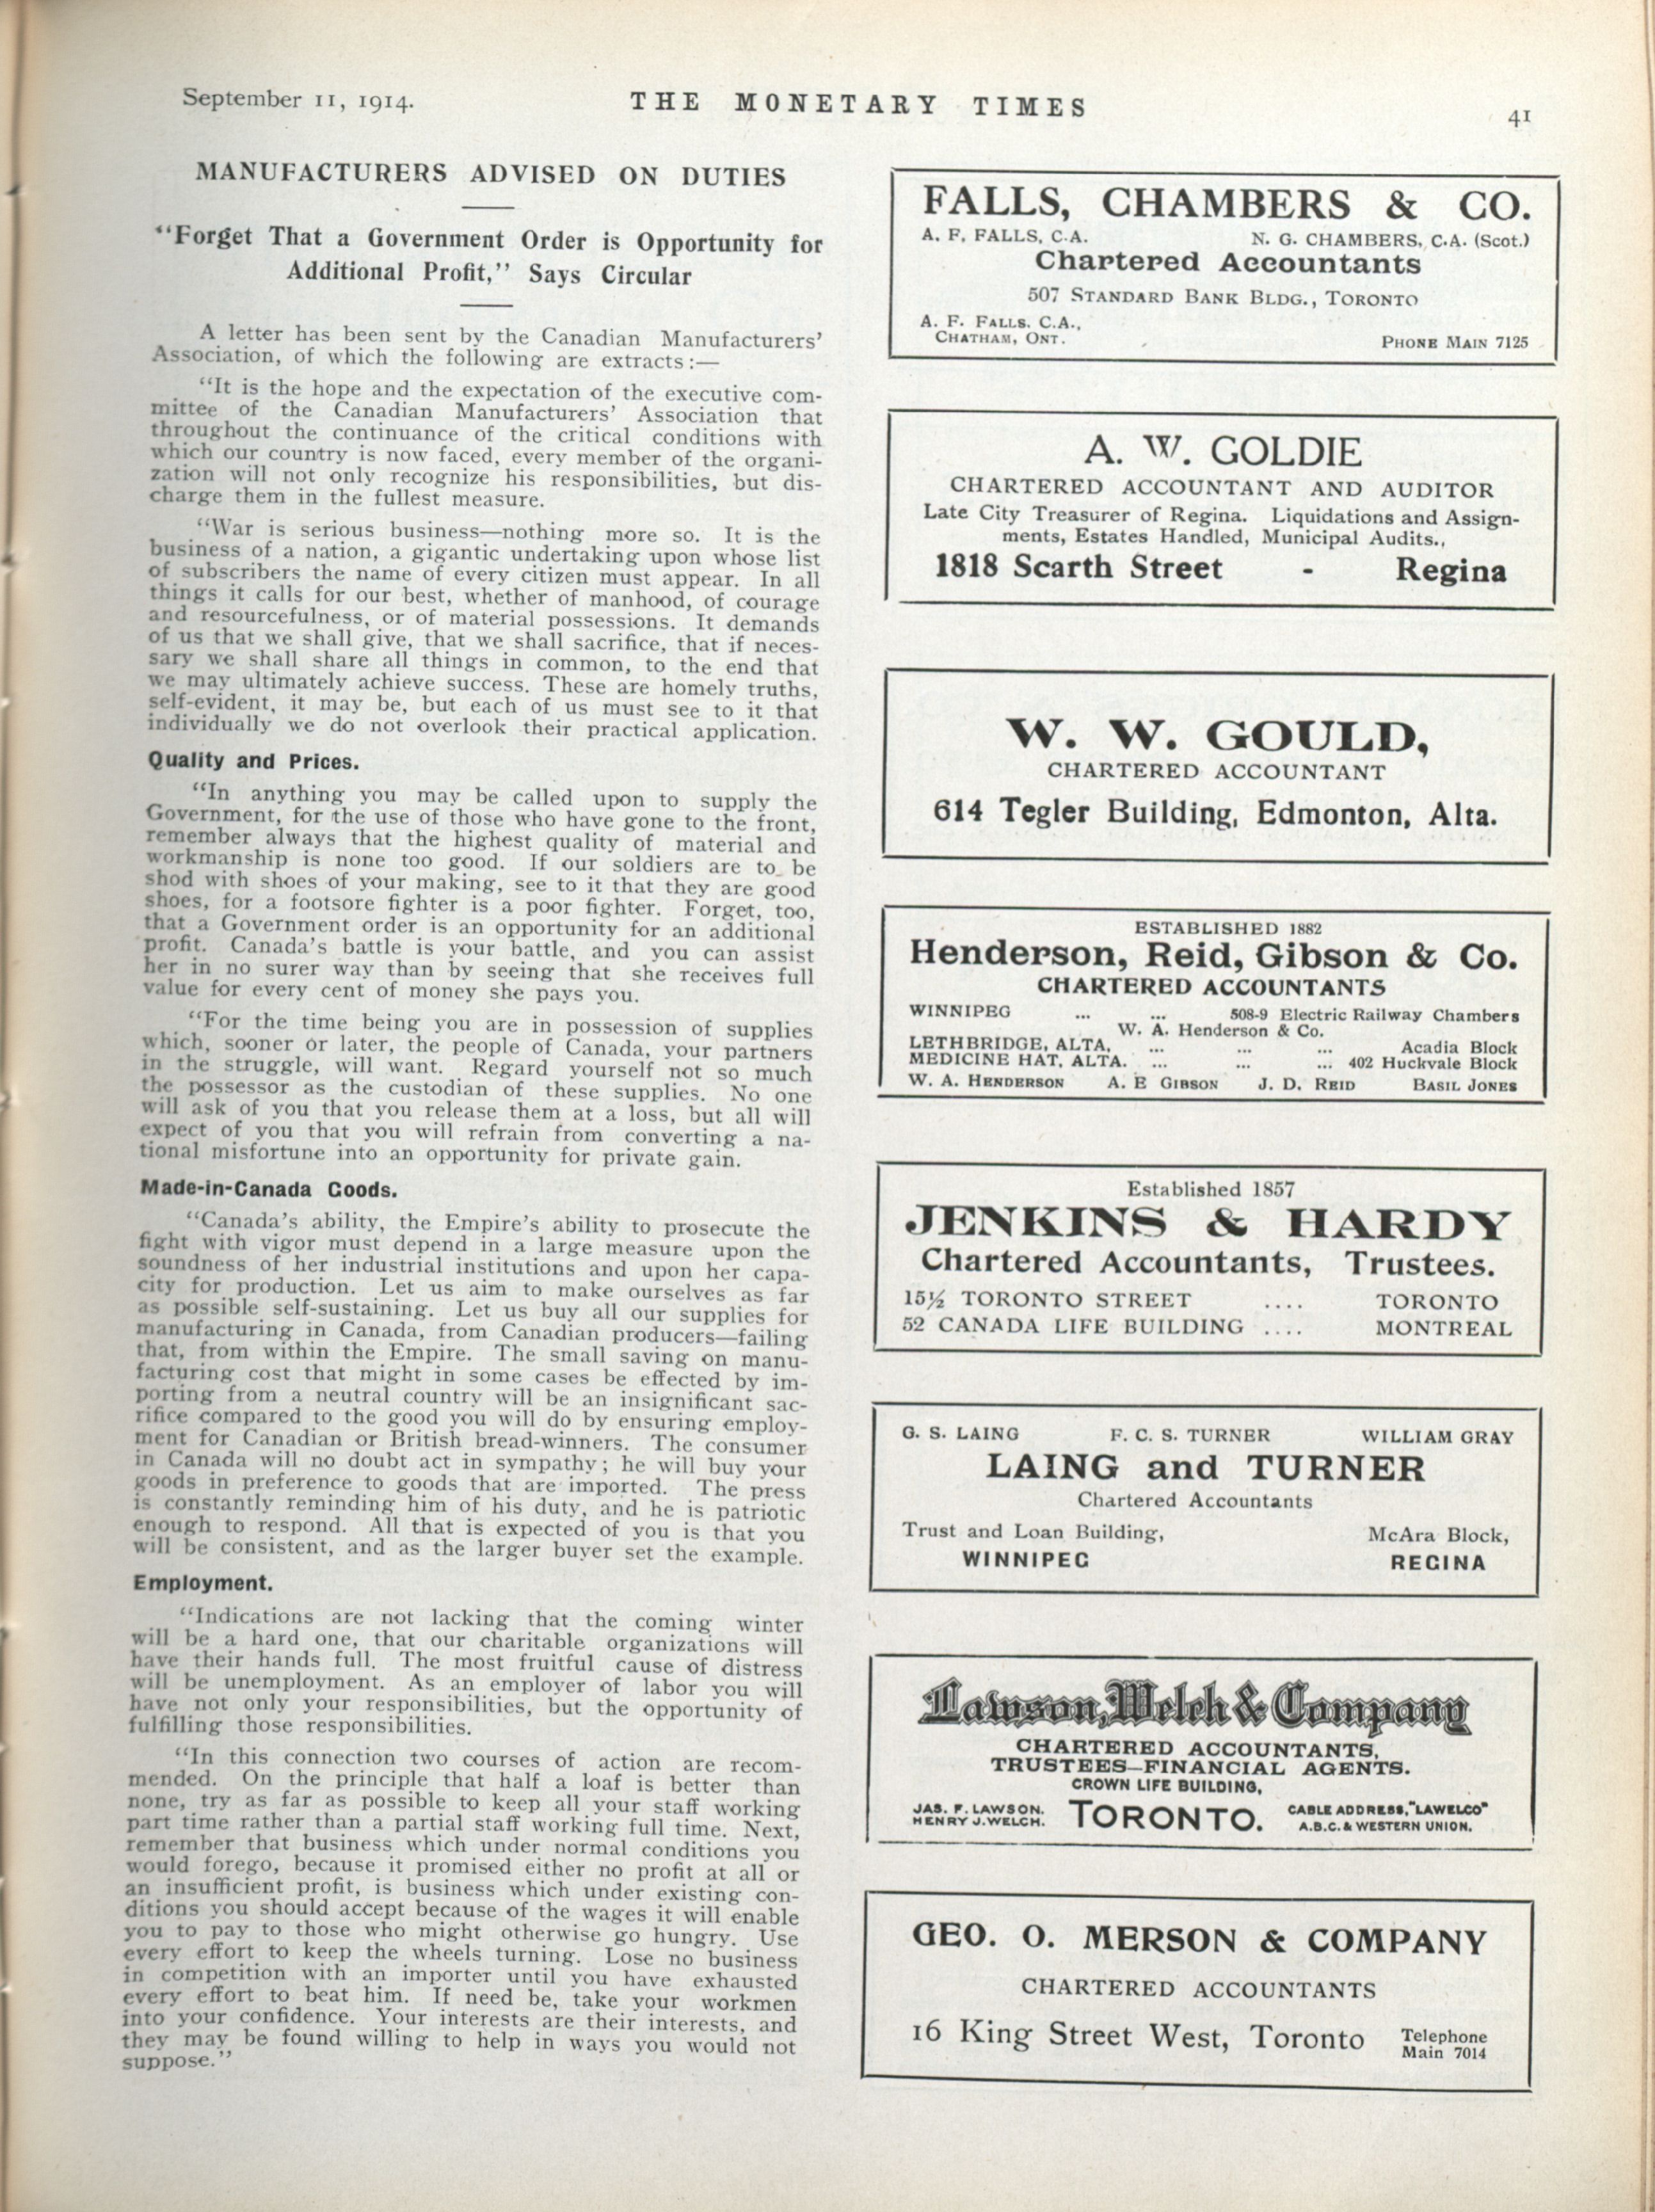 September 11, 1914.
THE MONETARY TIMES
41
MANUFACTURERS ADVISED ON DUTIES
"Forget That a Government Order is Opportunity for
Additional Profit," Says Circular
A letter has been sent by the Canadian Manufacturers'
Association, of which the following are extracts:—
"It is the hope and the expectation of the executive com-
mittee of the Canadian Manufacturers' Association that
throughout the continuance of the critical conditions with
which our country is now faced, every member of the organi-
zation will not only recognize his responsibilities, but dis-
charge them in the fullest measure.
"War is serious business—nothing more so. It is the
business of a nation, a gigantic undertaking upon whose list
of subscribers the name of every citizen must appear. In all
things it calls for our best, whether of manhood, of courage
and resourcefulness, or of material possessions. It demands
of us that we shall give, that we shall sacrifice, that if neces-
sary we shall share all things in common, to the end that
we may ultimately achieve success. These are homely truths,
self-evident, it may be, but each of us must see to it that
individually we do not overlook their practical application.
Quality and Prices.
"In anything you may be called upon to supply the
Government, for the use of those who have gone to the front,
remember always that the highest quality of material and
workmanship is none too good. If our soldiers are to be
shod with shoes of your making, see to it that they are good
shoes, for a footsore fighter is a poor fighter. Forget, too,
that a Government order is an opportunity for an additional
profit. Canada's battle is your battle, and you can assist
her in no surer way than by seeing that she receives full
value for every cent of money she pays you.
"For the time being you are in possession of supplies
which, sooner or later, the people of Canada, your partners
in the struggle, will want. Regard yourself not so much
the possessor as the custodian of these supplies. No one
will ask of you that you release them at a loss, but all will
expect of you that you will refrain from converting a na-
tional misfortune into an opportunity for private gain.
Made-in-Canada Goods.
"Canada's ability, the Empire's ability to prosecute the
fight with vigor must depend in a large measure upon the
soundness of her industrial institutions and upon her capa-
city for production. Let us aim to make ourselves as far
as possible self-sustaining. Let us buy all our supplies for
manufacturing in Canada, from Canadian producers—failing
that, from within the Empire. The small saving on manu-
facturing cost that might in some cases be effected by im-
porting from a neutral country will be an insignificant sac-
rifice compared to the good you will do by ensuring employ-
ment for Canadian or British bread-winners. The consumer
in Canada will no doubt act in sympathy; he will buy your
goods in preference to goods that are imported. The press
is constantly reminding him of his duty, and he is patriotic
enough to respond. All that is expected of you is that you
will be consistent, and as the larger buyer set the example.
Employment.
"Indications are not lacking that the coming winter
will be a hard one, that our charitable organizations will
have their hands full. The most fruitful cause of distress
will be unemployment. As an employer of labor you will
have not only your responsibilities, but the opportunity of
fulfilling those responsibilities.
"In this connection two courses of action are recom-
mended. On the principle that half a loaf is better than
none, try as far as possible to keep all your staff working
part time rather than a partial staff working full time. Next,
remember that business which under normal conditions you
would forego, because it promised either no profit at all or
an insufficient profit, is business which under existing con-
ditions you should accept because of the wages it will enable
you to pay to those who might otherwise go hungry. Use
every effort to keep the wheels turning. Lose no business
in competition with an importer until you have exhausted
every effort to beat him. If need be, take your workmen
into your confidence. Your interests are their interests, and
they may be found willing to help in ways you would not
suppose."
FALLS, CHAMBERS & CO.
A. F. FALLS, C.A. N. G. CHAMBERS, C.A. (Scot.)
Chartered Accountants
507 STANDARD BANK BLDG., TORONTO
A. F. FALLS. C.A.,
CHATHAM, ONT. PHONE MAIN 7125
A. W. GOLDIE
CHARTERED ACCOUNTANT AND AUDITOR
Late City Treasurer of Regina. Liquidations and Assign-
ments, Estates Handled, Municipal Audits.,
1818 Scarth Street - Regina
W. W. GOULD,
CHARTERED ACCOUNTANT
614 Tegler Building, Edmonton, Alta.
ESTABLISHED 1882
Henderson, Reid, Gibson & Co.
CHARTERED ACCOUNTANTS
WINNIPEG ... ... 508-9 Electric Railway Chambers
W. A. Henderson & Co.
LETHBRIDGE, ALTA, ... ... ... Acadia Block
MEDICINE HAT, ALTA. ... ... ... 402 Huckvale Block
W. A. HENDERSON A. E GIBSON J. D. REID BASIL JONES
Established 1857
JENKINS & HARDY
Chartered Accountants, Trustees.
15½ TORONTO STREET .... TORONTO
52 CANADA LIFE BUILDING .... MONTREAL
G. S. LAING F. C. S. TURNER WILLIAM GRAY
LAING and TURNER
Chartered Accountants
Trust and Loan Building, McAra Block,
WINNIPEG REGINA
Lawson, Welch & Company
CHARTERED ACCOUNTANTS,
TRUSTEES—FINANCIAL AGENTS.
CROWN LIFE BUILDING,
JAS. F. LAWSON. TORONTO. CABLE ADDRESS, "LAWELCO"
HENRY J. WELCH. A.B.C. & WESTERN UNION.
GEO. O. MERSON & COMPANY
CHARTERED ACCOUNTANTS
16 King Street West, Toronto Telephone
Main 7014